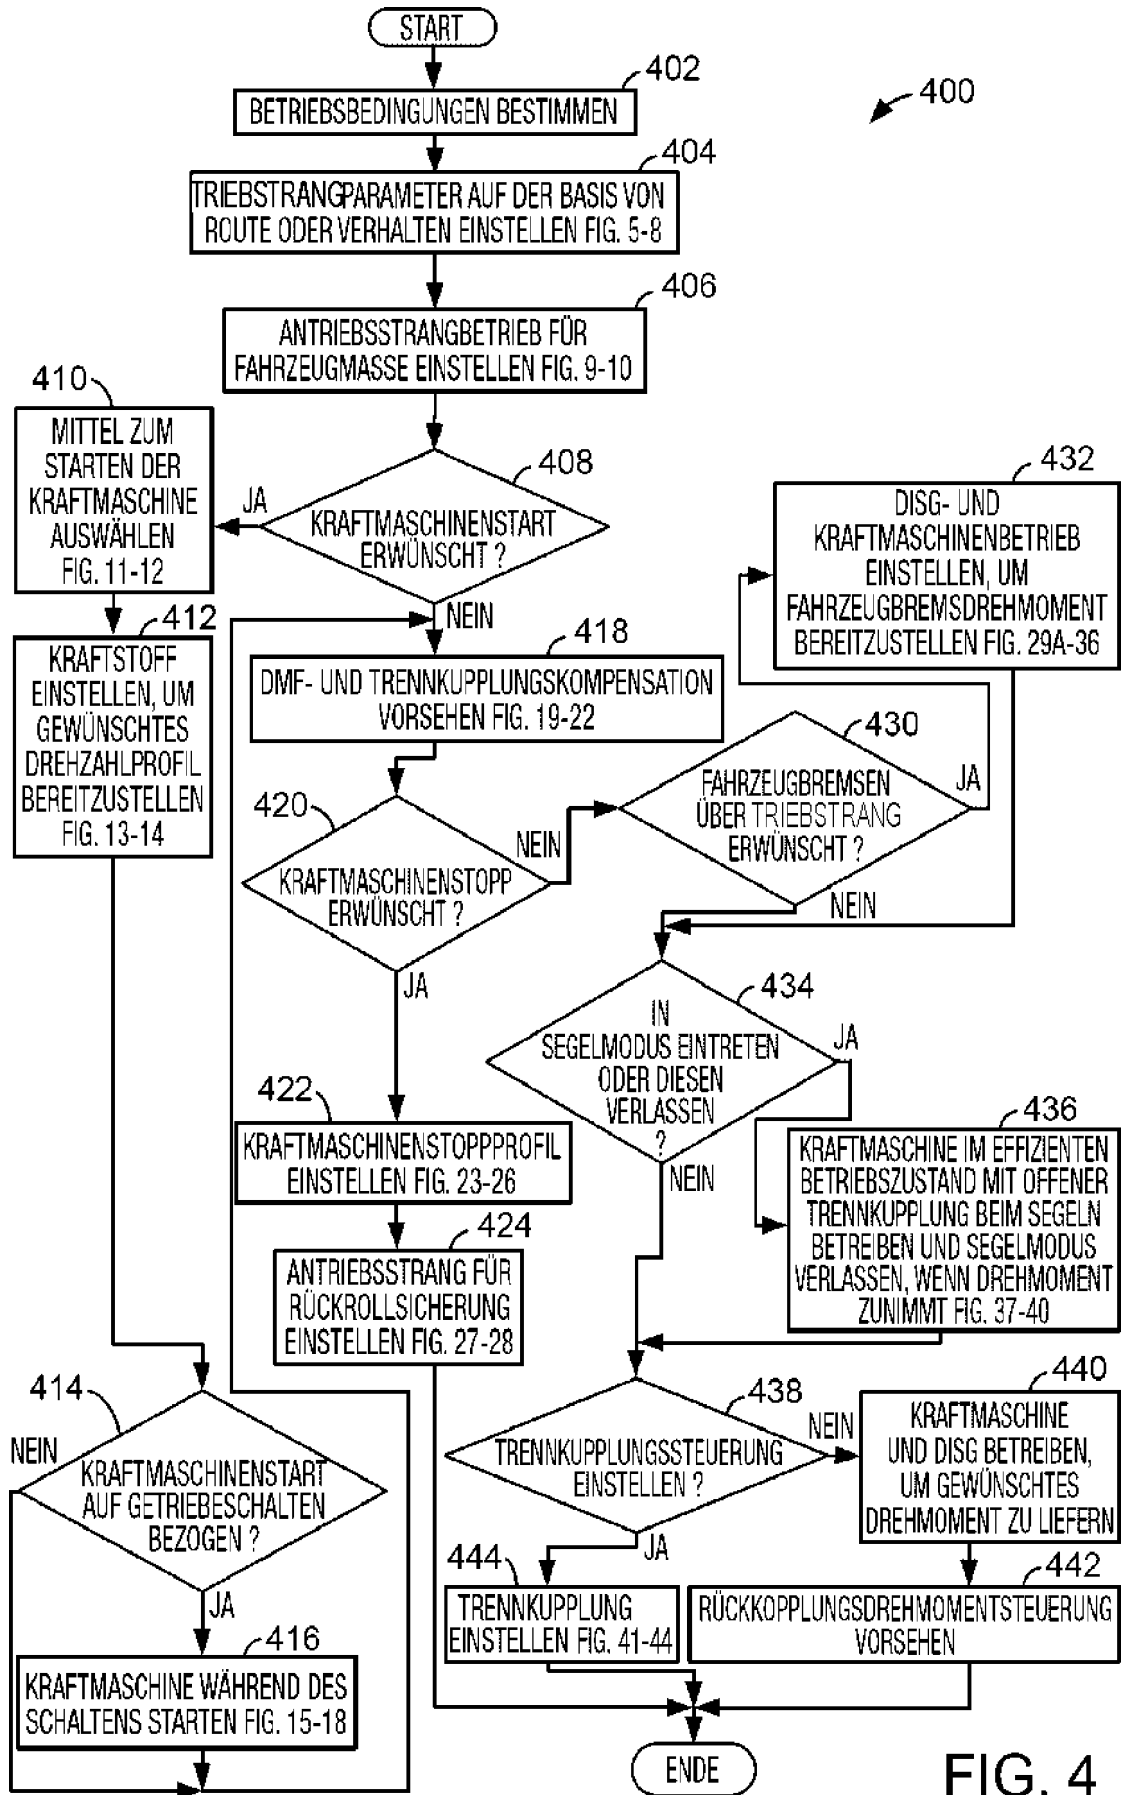 START
402
BETRIEBSBEDINGUNGEN BESTIMMEN
400
404
TRIEBSTRANGPARAMETER AUF DER BASIS VON
ROUTE ODER VERHALTEN EINSTELLEN FIG. 5-8
406
ANTRIEBSSTRANGBETRIEB FÜR
FAHRZEUGMASSE EINSTELLEN FIG. 9-10
408
KRAFTMASCHINENSTART
ERWÜNSCHT ?
JA
NEIN
410
MITTEL ZUM
STARTEN DER
KRAFTMASCHINE
AUSWÄHLEN
FIG. 11-12
412
KRAFTSTOFF
EINSTELLEN, UM
GEWÜNSCHTES
DREHZAHLPROFIL
BEREITZUSTELLEN
FIG. 13-14
414
KRAFTMASCHINENSTART
AUF GETRIEBESCHALTEN
BEZOGEN ?
NEIN
JA
416
KRAFTMASCHINE WÄHREND DES
SCHALTENS STARTEN FIG. 15-18
418
DMF- UND TRENNKUPPLUNGSKOMPENSATION
VORSEHEN FIG. 19-22
420
KRAFTMASCHINENSTOPP
ERWÜNSCHT ?
NEIN
JA
422
KRAFTMASCHINENSTOPPPROFIL
EINSTELLEN FIG. 23-26
424
ANTRIEBSSTRANG FÜR
RÜCKROLLSICHERUNG
EINSTELLEN FIG. 27-28
430
FAHRZEUGBREMSEN
ÜBER TRIEBSTRANG
ERWÜNSCHT ?
JA
NEIN
432
DISG- UND
KRAFTMASCHINENBETRIEB
EINSTELLEN, UM
FAHRZEUGBREMSDREHMOMENT
BEREITZUSTELLEN FIG. 29A-36
434
IN
SEGELMODUS EINTRETEN
ODER DIESEN
VERLASSEN
?
JA
NEIN
436
KRAFTMASCHINE IM EFFIZIENTEN
BETRIEBSZUSTAND MIT OFFENER
TRENNKUPPLUNG BEIM SEGELN
BETREIBEN UND SEGELMODUS
VERLASSEN, WENN DREHMOMENT
ZUNIMMT FIG. 37-40
438
TRENNKUPPLUNGSSTEUERUNG
EINSTELLEN ?
NEIN
JA
440
KRAFTMASCHINE
UND DISG BETREIBEN,
UM GEWÜNSCHTES
DREHMOMENT ZU LIEFERN
442
RÜCKKOPPLUNGSDREHMOMENTSTEUERUNG
VORSEHEN
444
TRENNKUPPLUNG
EINSTELLEN FIG. 41-44
ENDE
FIG. 4